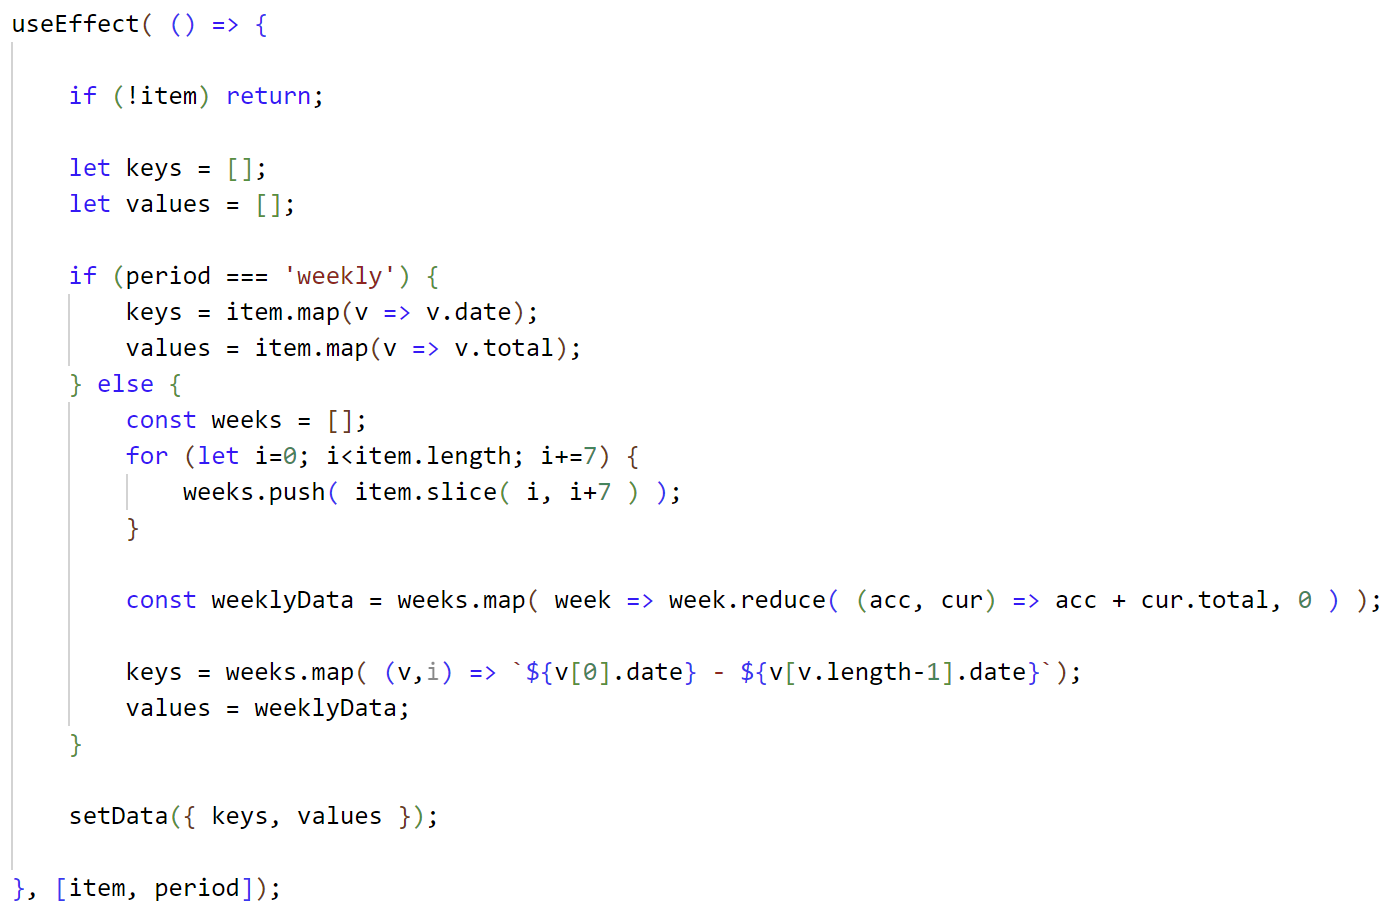 useEffect( () => {
if (!item) return;
let keys = [];
let values = [];
if (period === 'weekly') {
keys = item.map(v => v.date);
values = item.map(v => v.total);
} else {
const weeks = [];
for (let i=0; i<item.length; i+=7) {
weeks.push( item.slice( i, i+7 ) );
}
const weeklyData = weeks.map( week => week.reduce( (acc, cur) => acc + cur.total, 0 ) );
keys = weeks.map( (v,i) => `${v[0].date} - ${v[v.length-1].date}`);
values = weeklyData;
}
setData({ keys, values });
}, [item, period]);